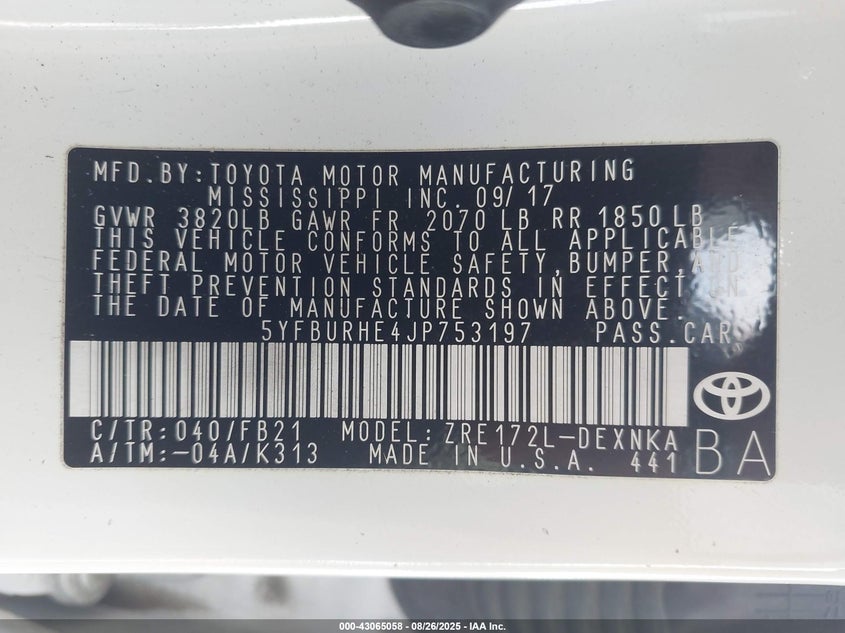 MFD.BY:TOYOTA MOTOR MANUFACTURING
MISSISSIPPI INC. 09/17
GVWR 3820LB GAWR FR 2070 LB RR 1850 LB
THIS VEHICLE CONFORMS TO ALL APPLICABLE
FEDERAL MOTOR VEHICLE SAFETY,BUMPER,AND
THEFT PREVENTION STANDARDS IN EFFECT ON
THE DATE OF MANUFACTURE SHOWN ABOVE.
5YFBURHE4JP753197 PASS.CAR
C/TR:040/FB21 MODEL:ZRE172L-DEXNKA
A/TM:-04A/K313 MADE IN U.S.A. 441 BA
000-43065058 - 08/26/2025 - IAA Inc.